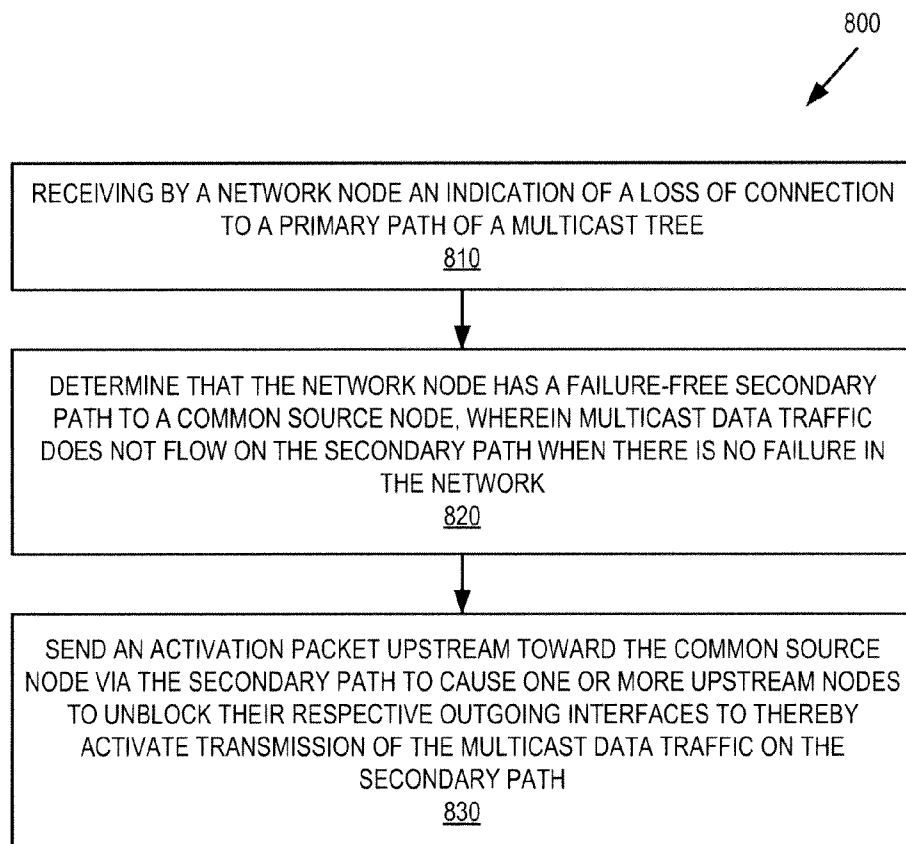 800
RECEIVING BY A NETWORK NODE AN INDICATION OF A LOSS OF CONNECTION
TO A PRIMARY PATH OF A MULTICAST TREE
810
DETERMINE THAT THE NETWORK NODE HAS A FAILURE-FREE SECONDARY
PATH TO A COMMON SOURCE NODE, WHEREIN MULTICAST DATA TRAFFIC
DOES NOT FLOW ON THE SECONDARY PATH WHEN THERE IS NO FAILURE IN
THE NETWORK
820
SEND AN ACTIVATION PACKET UPSTREAM TOWARD THE COMMON SOURCE
NODE VIA THE SECONDARY PATH TO CAUSE ONE OR MORE UPSTREAM NODES
TO UNBLOCK THEIR RESPECTIVE OUTGOING INTERFACES TO THEREBY
ACTIVATE TRANSMISSION OF THE MULTICAST DATA TRAFFIC ON THE
SECONDARY PATH
830